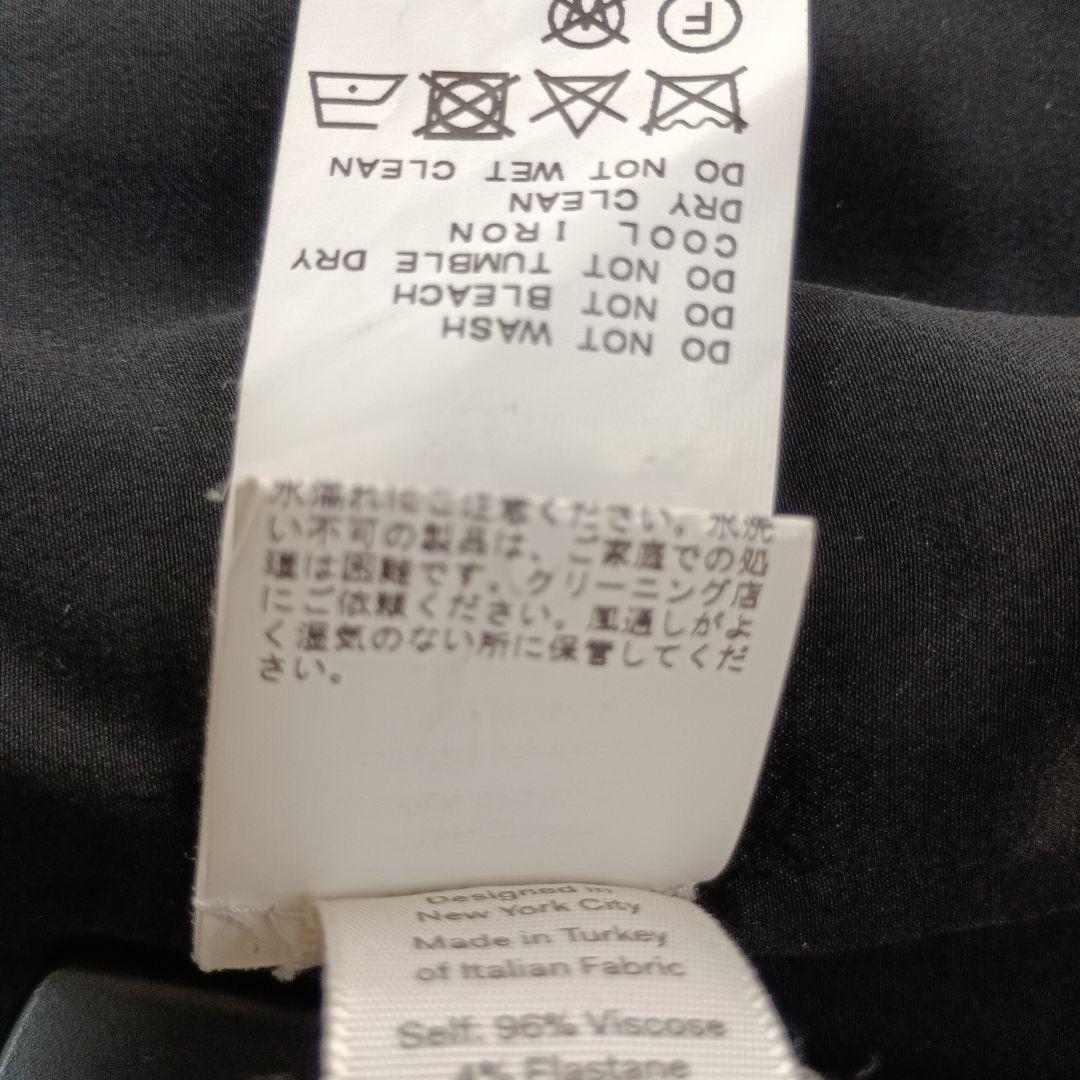 F
DO NOT WASH
DO NOT BLEACH
DO NOT TUMBLE DRY
COOL IRON
DRY CLEAN
DO NOT WET CLEAN
水濡れにご注意ください。水洗
い不可の製品は、ご家庭での処
理は困難です。クリーニング店
にご依頼ください。風通しがよ
く湿気のない所に保管してくだ
さい。
Designed in
New York City
Made in Turkey
of Italian Fabric
Self: 96% Viscose
4% Elastane